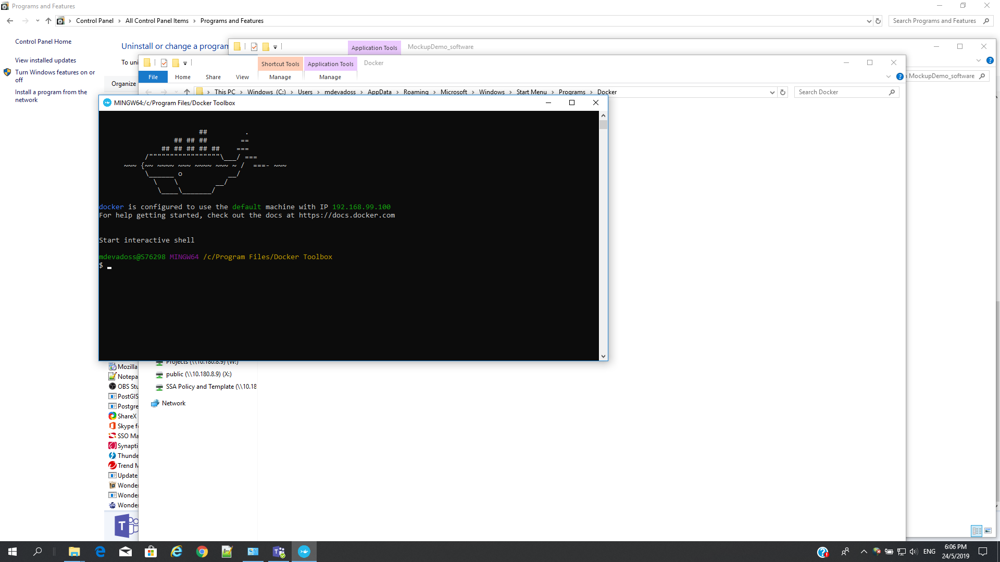 Programs and Features
Control Panel > All Control Panel Items > Programs and Features
Search Programs and Features
Control Panel Home
View installed updates
Turn Windows features on or
off
Install a program from the
network
Uninstall or change a program
To uni
Organize
Application Tools
MockupDemo_software
MockupDemo_software
Shortcut Tools
Application Tools
Docker
File
Home
Share
View
Manage
Manage
This PC > Windows (C:) > Users > mdevadoss > AppData > Roaming > Microsoft > Windows > Start Menu > Programs > Docker
Search Docker
MINGW64:/c/Program Files/Docker Toolbox
                        ##         .
                  ## ## ##        ==
               ## ## ## ## ##    ===
           /"""""""""""""""""\___/ ===
      ~~~ {~~ ~~~~ ~~~ ~~~~ ~~~ ~ /  ===- ~~~
           \______ o           __/
             \    \         __/
              \____\_______/
docker is configured to use the default machine with IP 192.168.99.100
For help getting started, check out the docs at https://docs.docker.com
Start interactive shell
mdevadoss@S76298 MINGW64 /c/Program Files/Docker Toolbox
$
Projects (\\10.180.8.9) (W:)
public (\\10.180.8.9) (X:)
SSA Policy and Template (\\10.18
Network
Mozilla
Notepa
OBS Stu
PostGIS
Postgre
ShareX
Skype f
SSO Ma
Synapti
Thunde
Trend M
Update
Wonder
Wonder
Wonder
T
ENG
6:06 PM
24/5/2019